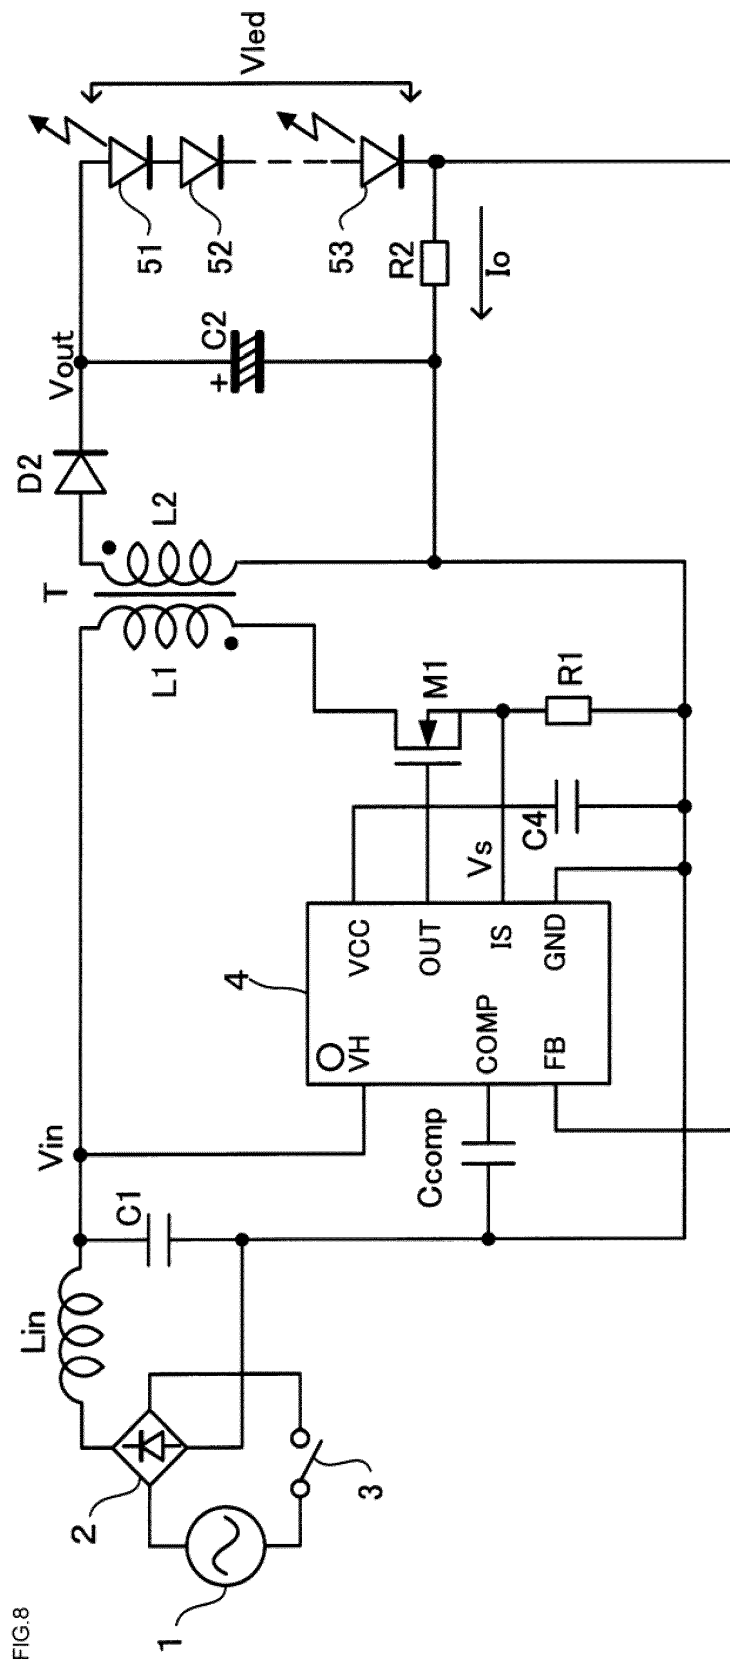 FIG.8
1
2
3
Lin
C1
Vin
4
VH
COMP
FB
VCC
OUT
IS
GND
Ccomp
Vs
C4
M1
R1
T
L1
L2
D2
Vout
C2
+
R2
Io
51
52
53
Vled